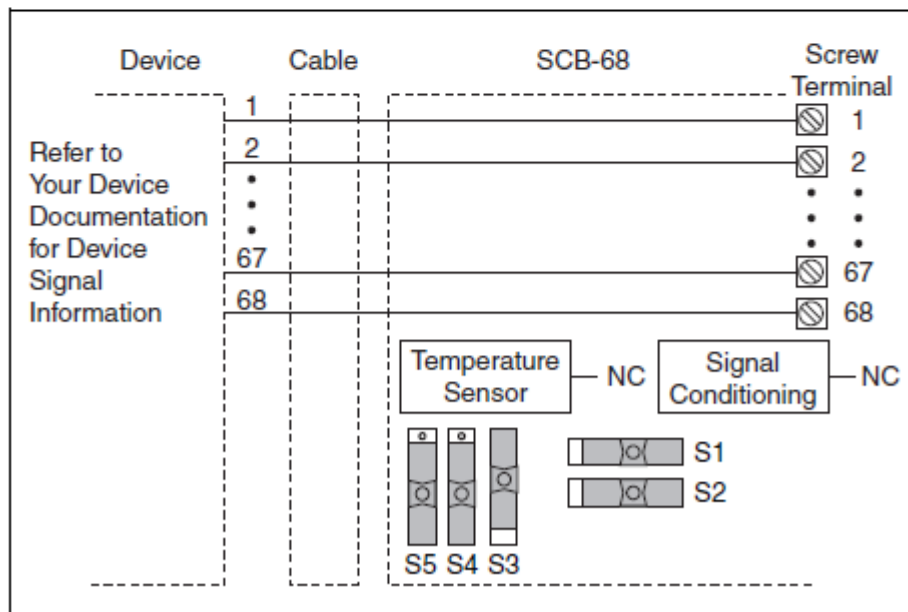 Device Cable SCB-68 Screw
Terminal
1 1
Refer to
Your Device
Documentation
for Device
Signal
Information
2 2
67 67
68 68
Temperature
Sensor
NC
Signal
Conditioning
NC
S1
S2
S5 S4 S3